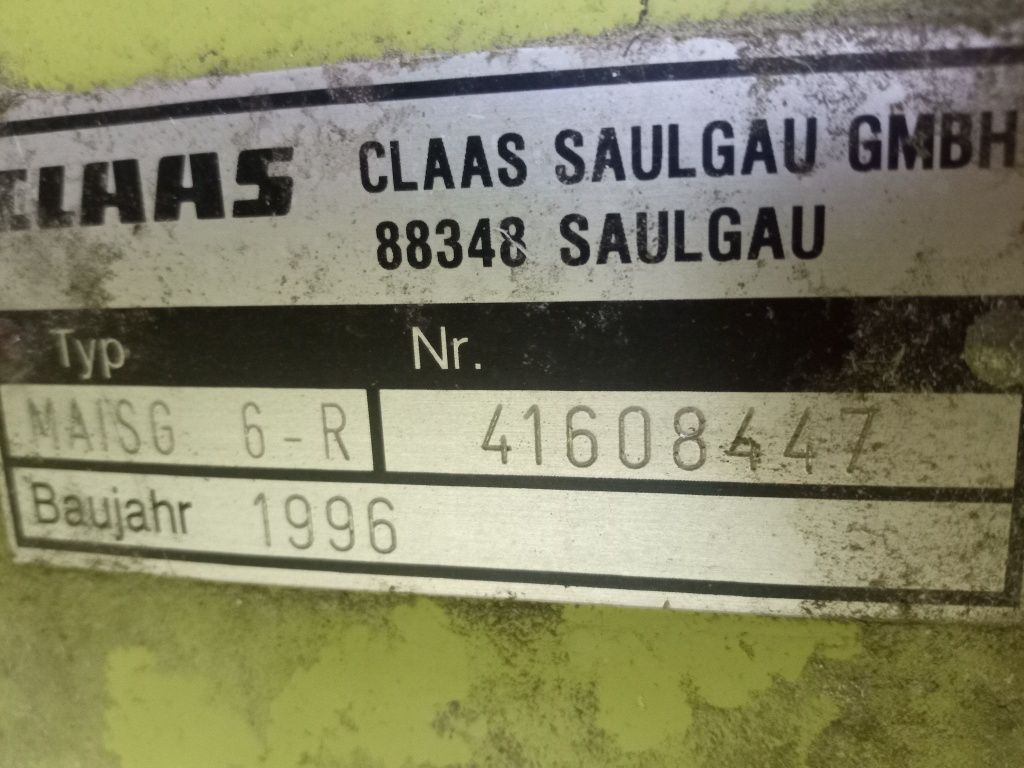 CLAAS CLAAS SAULGAU GMBH
88348 SAULGAU
Typ Nr.
MAISG 6-R 41608447
Baujahr 1996